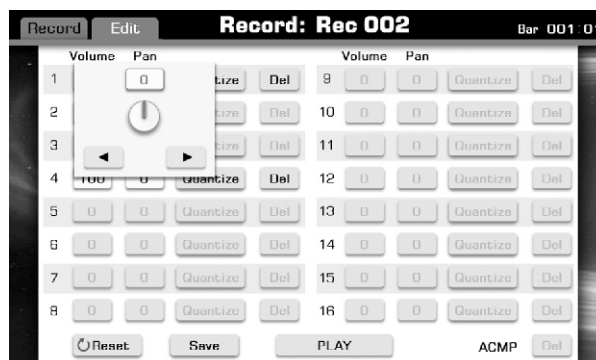 Record Edit Record: Rec 002 Bar 001:01
Volume Pan Volume Pan
1 0 Del 9 0 0 Quantize Del
2 Del 10 0 0 Quantize Del
3 Del 11 0 0 Quantize Del
4 100 0 Quantize Del 12 0 0 Quantize Del
5 0 0 Quantize Del 13 0 0 Quantize Del
6 0 0 Quantize Del 14 0 0 Quantize Del
7 0 0 Quantize Del 15 0 0 Quantize Del
8 0 0 Quantize Del 16 0 0 Quantize Del
Reset Save PLAY ACMP Del